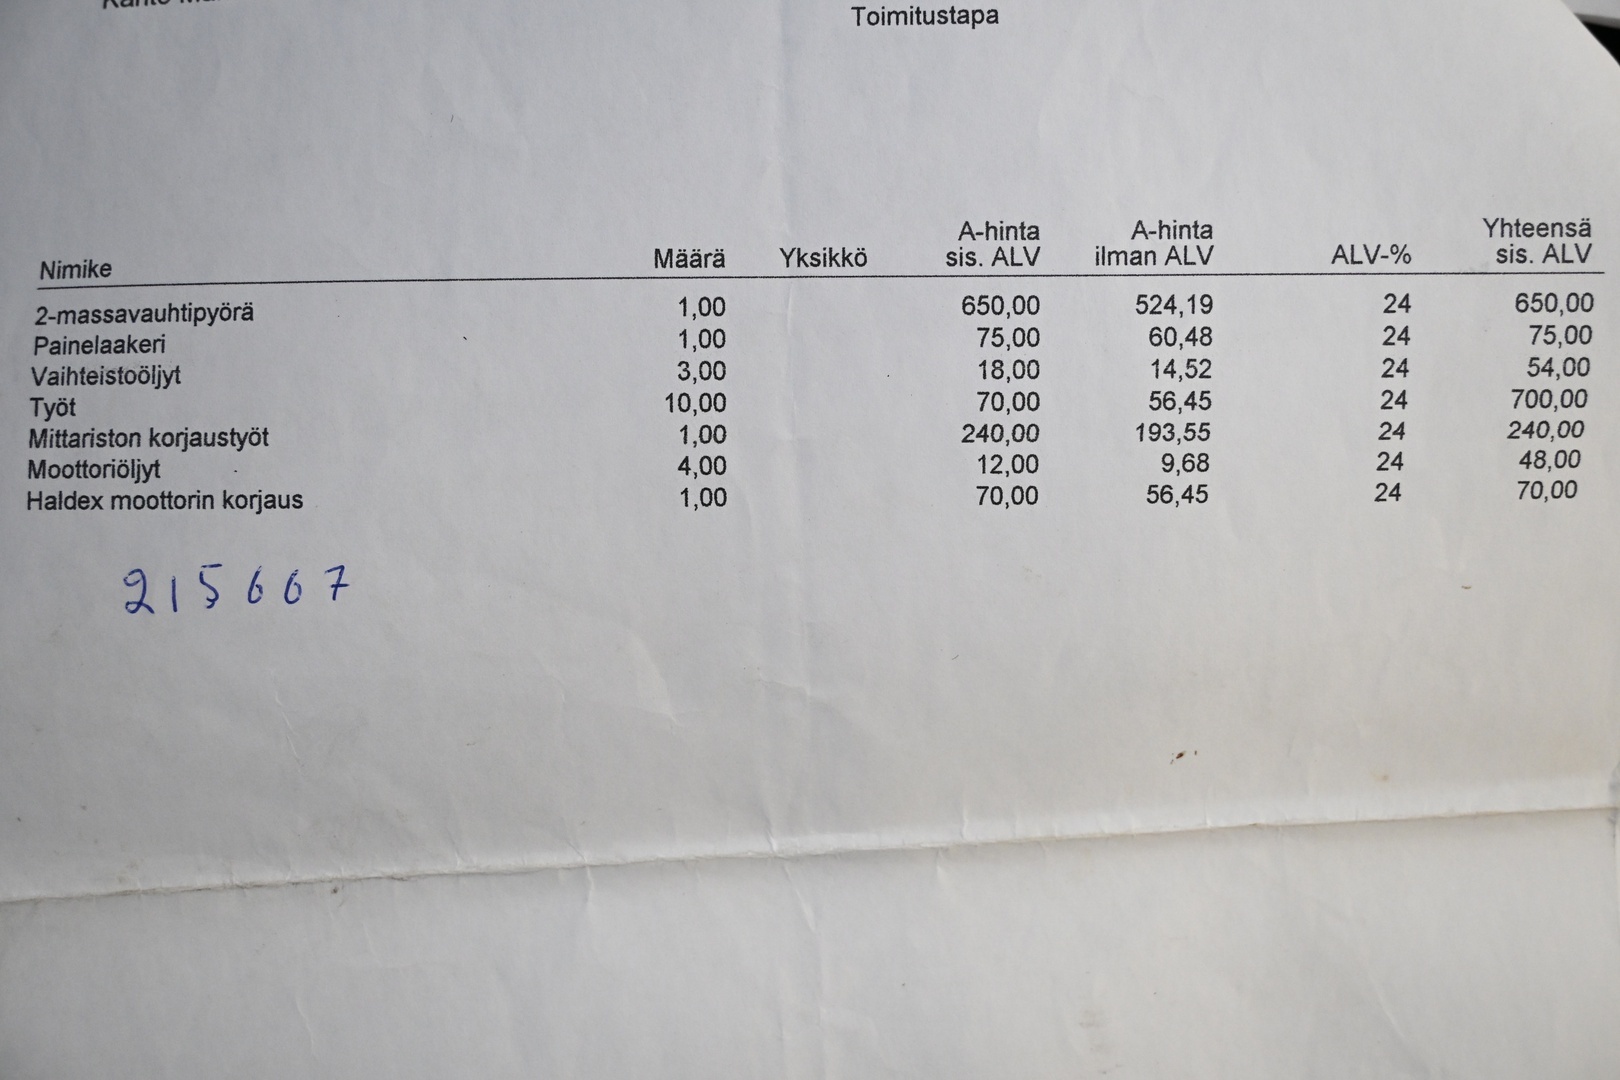 Toimitustapa
Nimike Määrä Yksikkö A-hinta sis. ALV A-hinta ilman ALV ALV-% Yhteensä sis. ALV
2-massavauhtipyörä 1,00 650,00 524,19 24 650,00
Painelaakeri 1,00 75,00 60,48 24 75,00
Vaihteistoöljyt 3,00 18,00 14,52 24 54,00
Työt 10,00 70,00 56,45 24 700,00
Mittariston korjaustyöt 1,00 240,00 193,55 24 240,00
Moottoriöljyt 4,00 12,00 9,68 24 48,00
Haldex moottorin korjaus 1,00 70,00 56,45 24 70,00
215667